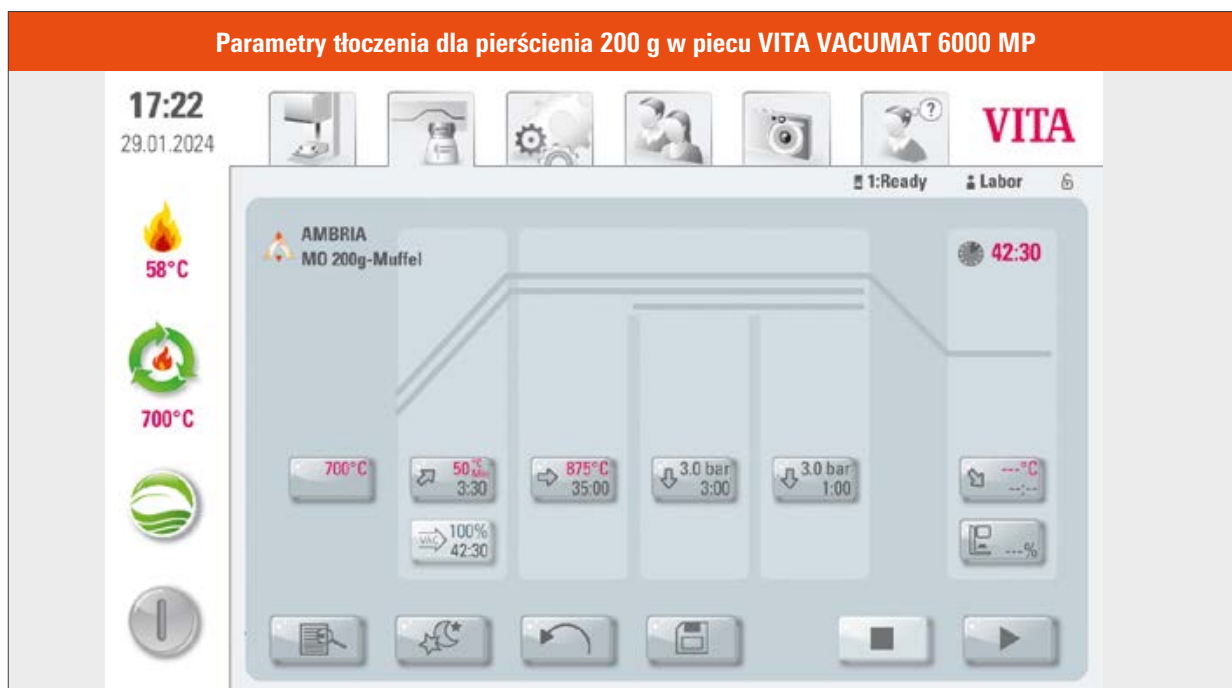 Parametry tłoczenia dla pierścienia 200 g w piecu VITA VACUMAT 6000 MP
17:22
29.01.2024
?
VITA
1:Ready
Labor
AMBRIA
MO 200g-Muffel
42:30
58°C
700°C
700°C
50 °C/Min
3:30
875°C
35:00
3.0 bar
3:00
3.0 bar
1:00
---°C
--:--
VAC
100%
42:30
---%